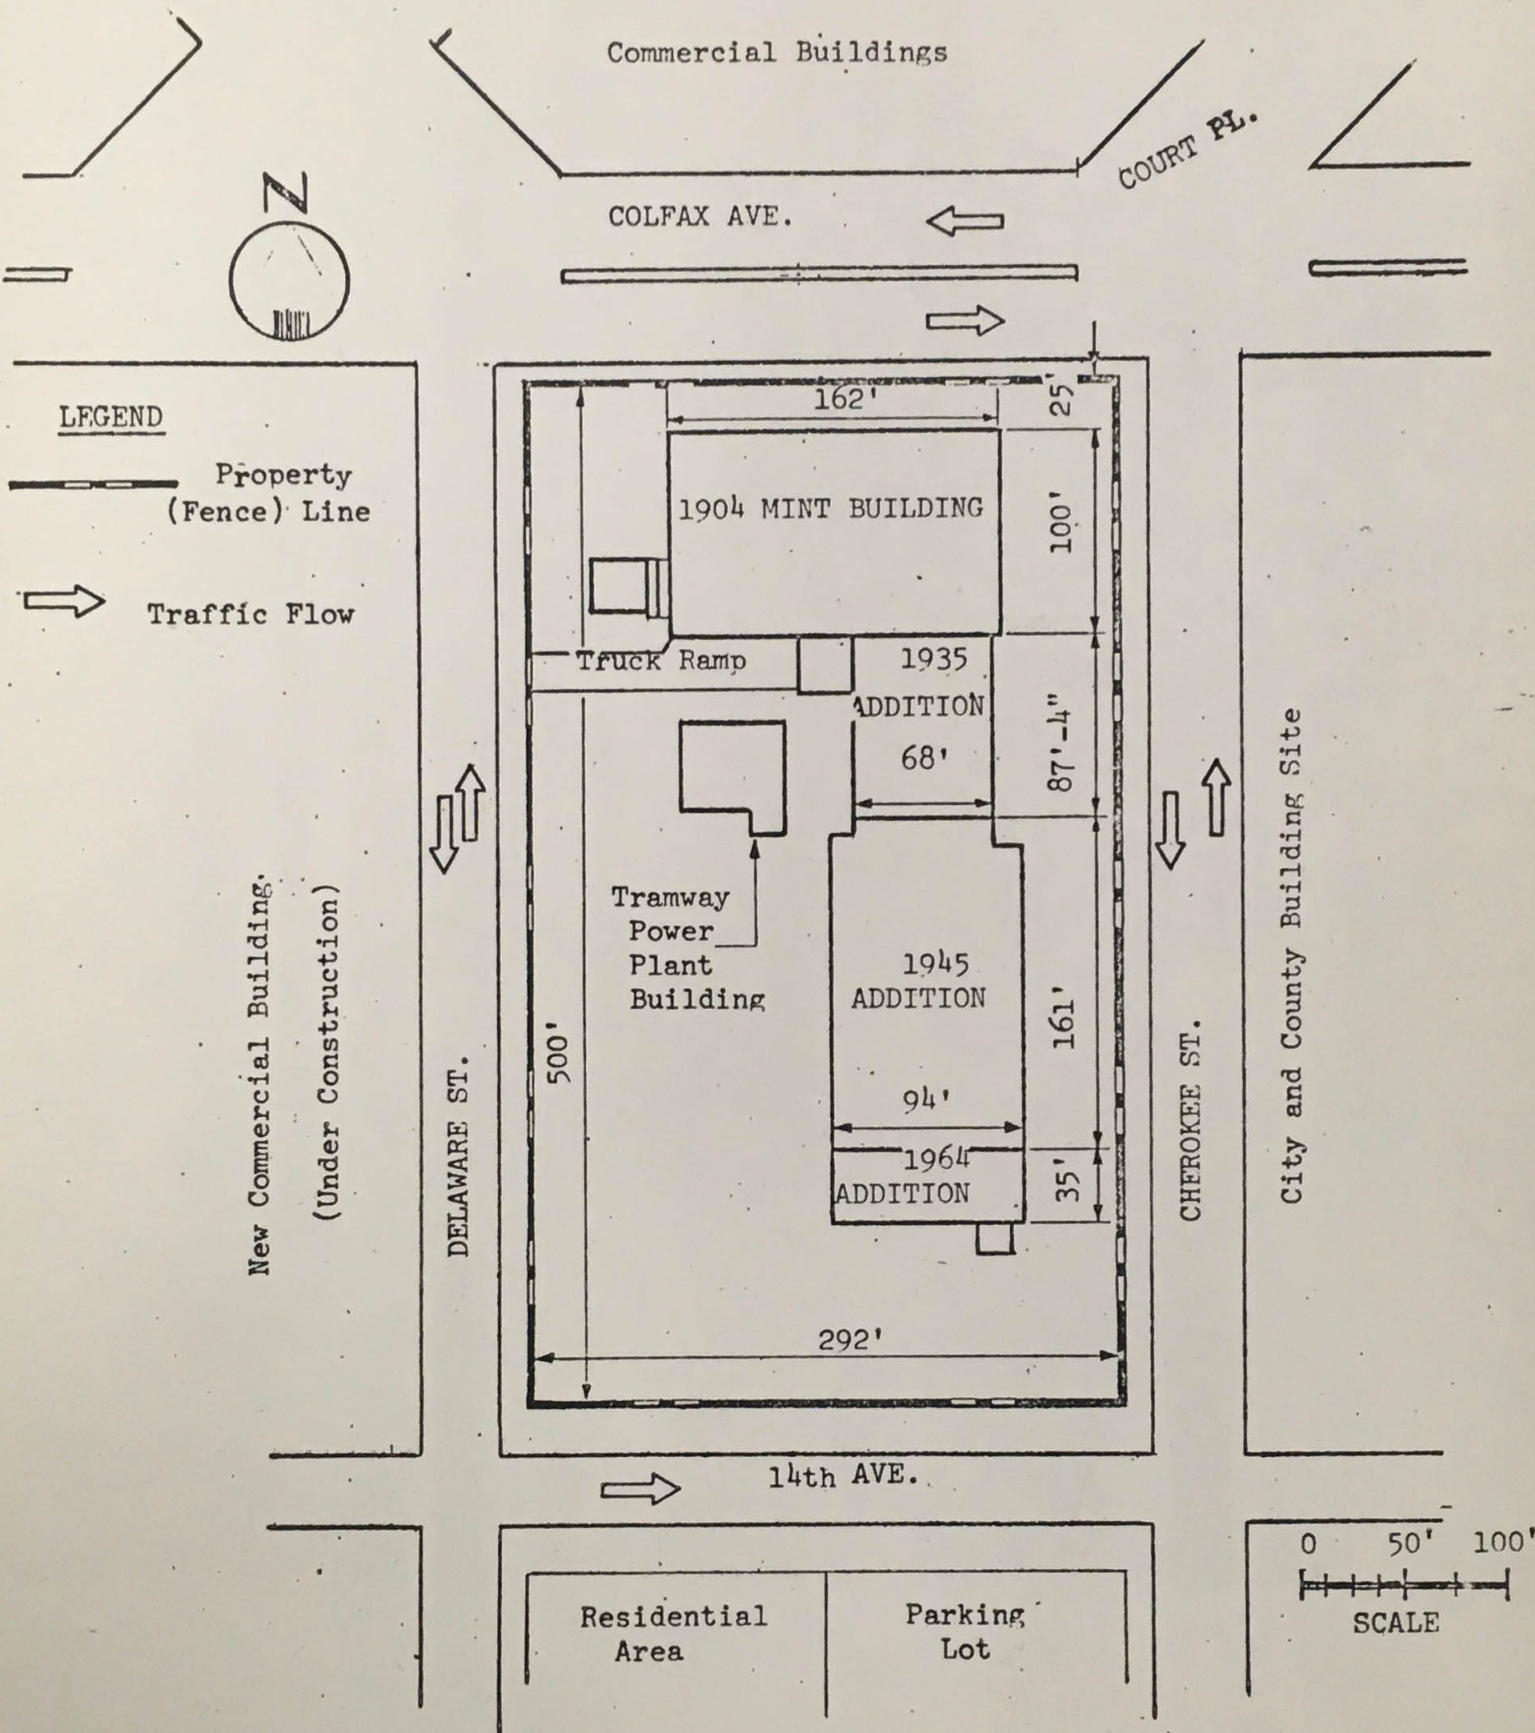 Commercial Buildings
COURT PL.
N
COLFAX AVE.
LEGEND
Property
(Fence) Line
Traffic Flow
162'
25'
1904 MINT BUILDING
100'
Truck Ramp
1935
ADDITION
68'
87'-4"
Tramway
Power
Plant
Building
1945
ADDITION
161'
94'
1964
ADDITION
35'
500'
292'
New Commercial Building.
(Under Construction)
DELAWARE ST.
CHEROKEE ST.
City and County Building Site
14th AVE.
Residential
Area
Parking
Lot
0 50' 100'
SCALE